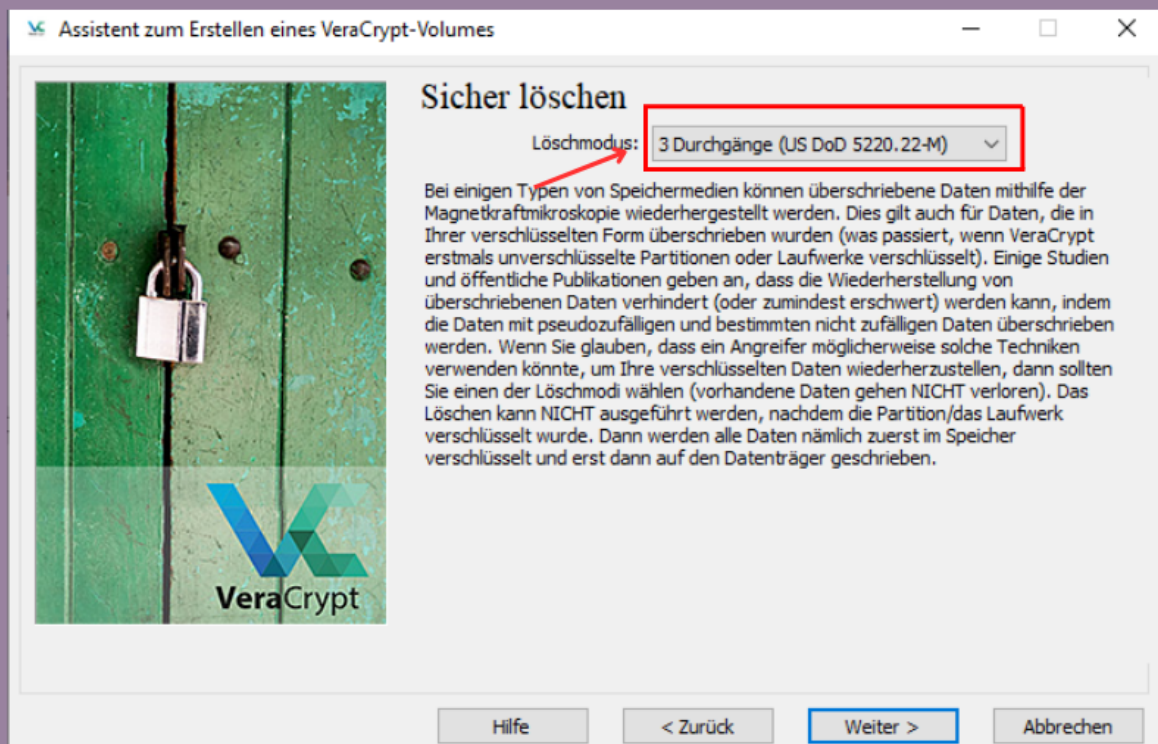 Assistent zum Erstellen eines VeraCrypt-Volumes
Sicher löschen
Löschmodus: 3 Durchgänge (US DoD 5220.22-M)
Bei einigen Typen von Speichermedien können überschriebene Daten mithilfe der
Magnetkraftmikroskopie wiederhergestellt werden. Dies gilt auch für Daten, die in
Ihrer verschlüsselten Form überschrieben wurden (was passiert, wenn VeraCrypt
erstmals unverschlüsselte Partitionen oder Laufwerke verschlüsselt). Einige Studien
und öffentliche Publikationen geben an, dass die Wiederherstellung von
überschriebenen Daten verhindert (oder zumindest erschwert) werden kann, indem
die Daten mit pseudozufälligen und bestimmten nicht zufälligen Daten überschrieben
werden. Wenn Sie glauben, dass ein Angreifer möglicherweise solche Techniken
verwenden könnte, um Ihre verschlüsselten Daten wiederherzustellen, dann sollten
Sie einen der Löschmodi wählen (vorhandene Daten gehen NICHT verloren). Das
Löschen kann NICHT ausgeführt werden, nachdem die Partition/das Laufwerk
verschlüsselt wurde. Dann werden alle Daten nämlich zuerst im Speicher
verschlüsselt und erst dann auf den Datenträger geschrieben.
VeraCrypt
Hilfe
< Zurück
Weiter >
Abbrechen